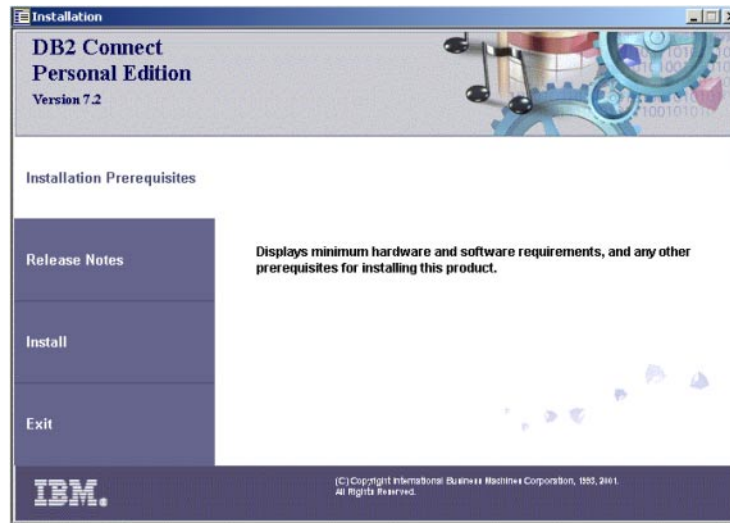 Installation
DB2 Connect
Personal Edition
Version 7.2
Installation Prerequisites
Release Notes
Displays minimum hardware and software requirements, and any other
prerequisites for installing this product.
Install
Exit
IBM.
(C) Copyright International Business Machines Corporation, 1993, 2001.
All Rights Reserved.